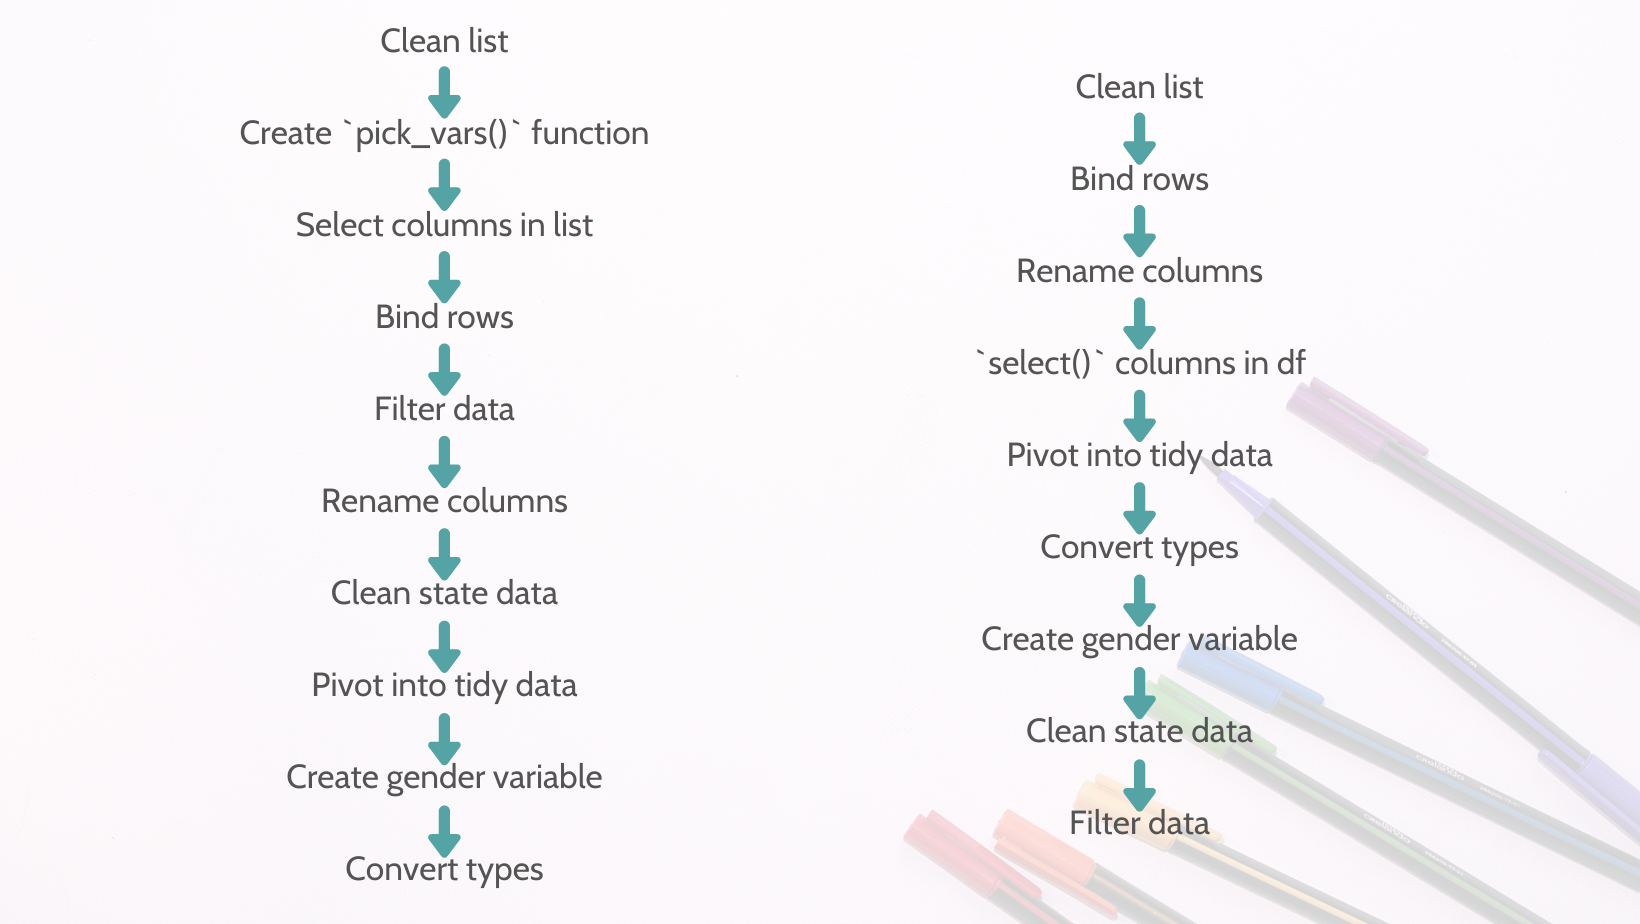 Clean list
Create `pick_vars()` function
Select columns in list
Bind rows
Filter data
Rename columns
Clean state data
Pivot into tidy data
Create gender variable
Convert types
Clean list
Bind rows
Rename columns
`select()` columns in df
Pivot into tidy data
Convert types
Create gender variable
Clean state data
Filter data